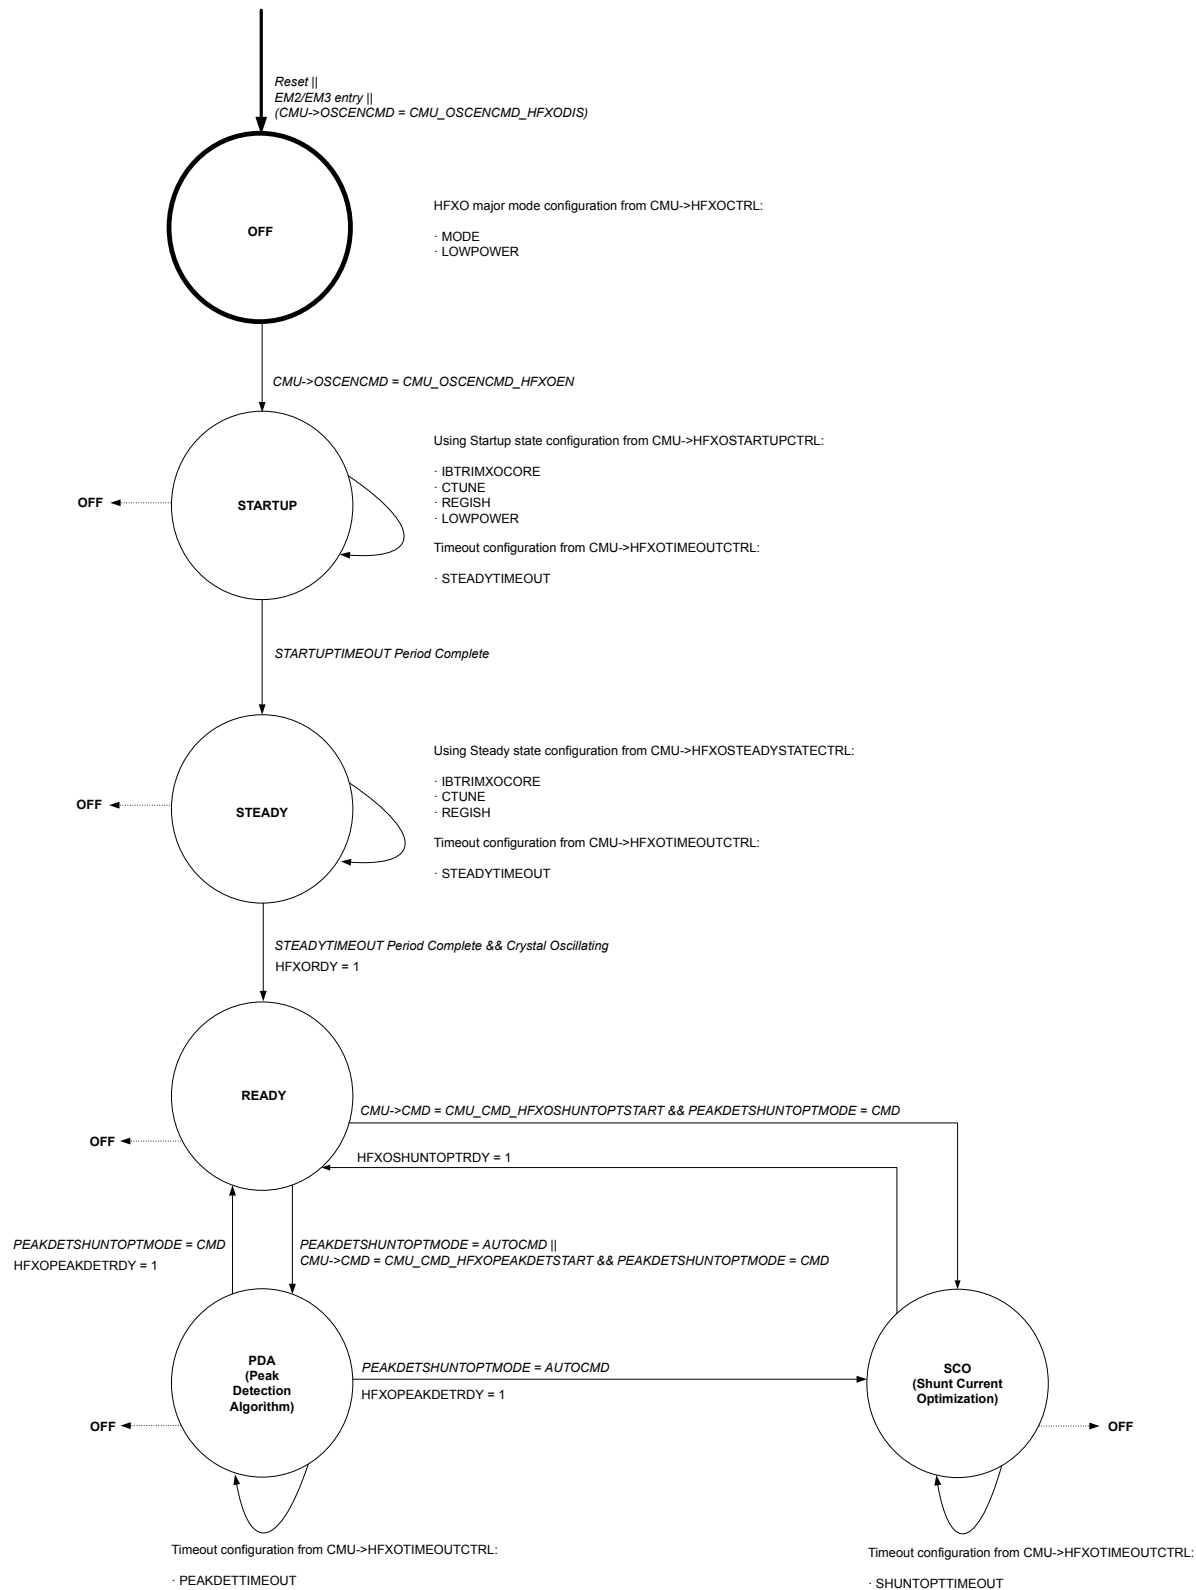 Reset ||
EM2/EM3 entry ||
(CMU->OSCENCMD = CMU_OSCENCMD_HFXODIS)
OFF
HFXO major mode configuration from CMU->HFXOCTRL:
· MODE
· LOWPOWER
CMU->OSCENCMD = CMU_OSCENCMD_HFXOEN
OFF
STARTUP
Using Startup state configuration from CMU->HFXOSTARTUPCTRL:
· IBTRIMXOCORE
· CTUNE
· REGISH
· LOWPOWER
Timeout configuration from CMU->HFXOTIMEOUTCTRL:
· STEADYTIMEOUT
STARTUPTIMEOUT Period Complete
OFF
STEADY
Using Steady state configuration from CMU->HFXOSTEADYSTATECTRL:
· IBTRIMXOCORE
· CTUNE
· REGISH
Timeout configuration from CMU->HFXOTIMEOUTCTRL:
· STEADYTIMEOUT
STEADYTIMEOUT Period Complete && Crystal Oscillating
HFXORDY = 1
READY
CMU->CMD = CMU_CMD_HFXOSHUNTOPTSTART && PEAKDETSHUNTOPTMODE = CMD
OFF
HFXOSHUNTOPTRDY = 1
PEAKDETSHUNTOPTMODE = CMD
HFXOPEAKDETRDY = 1
PEAKDETSHUNTOPTMODE = AUTOCMD ||
CMU->CMD = CMU_CMD_HFXOPEAKDETSTART && PEAKDETSHUNTOPTMODE = CMD
PDA
(Peak
Detection
Algorithm)
PEAKDETSHUNTOPTMODE = AUTOCMD
HFXOPEAKDETRDY = 1
SCO
(Shunt Current
Optimization)
OFF
OFF
Timeout configuration from CMU->HFXOTIMEOUTCTRL:
· PEAKDETTIMEOUT
Timeout configuration from CMU->HFXOTIMEOUTCTRL:
· SHUNTOPTTIMEOUT